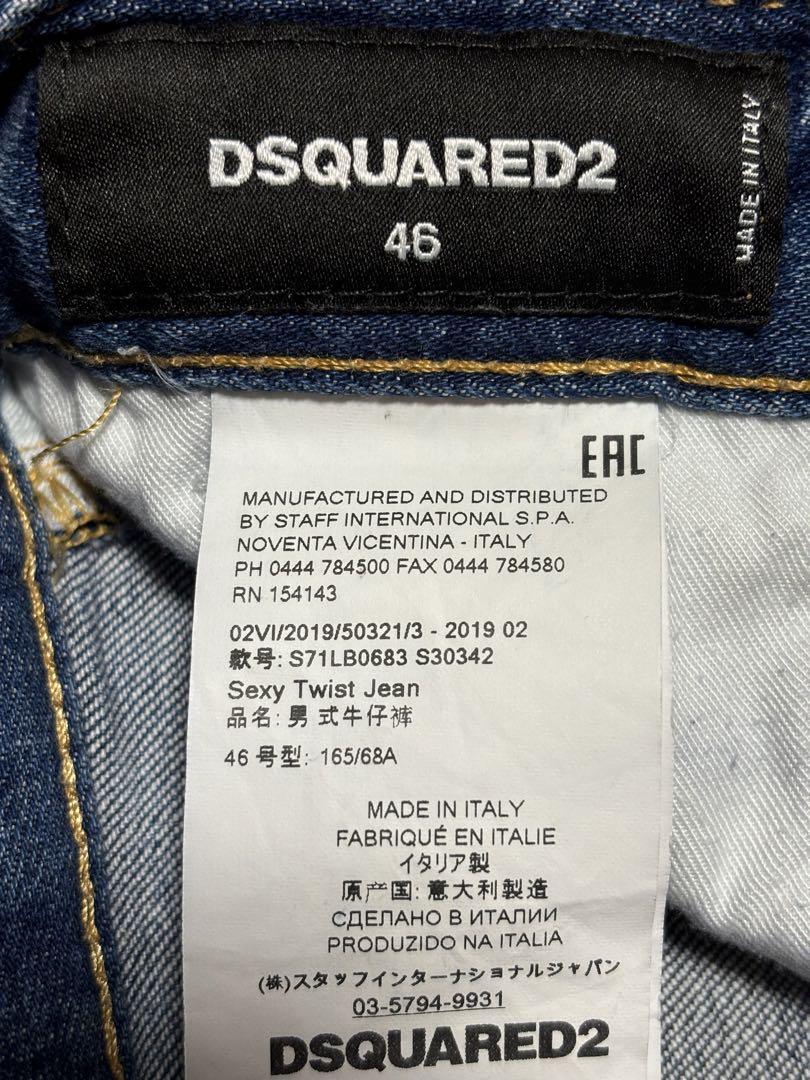 DSQUARED2
46
MADE IN ITALY
EAC
MANUFACTURED AND DISTRIBUTED
BY STAFF INTERNATIONAL S.P.A.
NOVENTA VICENTINA - ITALY
PH 0444 784500 FAX 0444 784580
RN 154143
02VI/2019/50321/3 - 2019 02
款号: S71LB0683 S30342
Sexy Twist Jean
品名: 男 式牛仔裤
46 号型: 165/68A
MADE IN ITALY
FABRIQUÉ EN ITALIE
イタリア製
原产国: 意大利製造
СДЕЛАНО В ИТАЛИИ
PRODUZIDO NA ITALIA
(株)スタッフインターナショナルジャパン
03-5794-9931
DSQUARED2